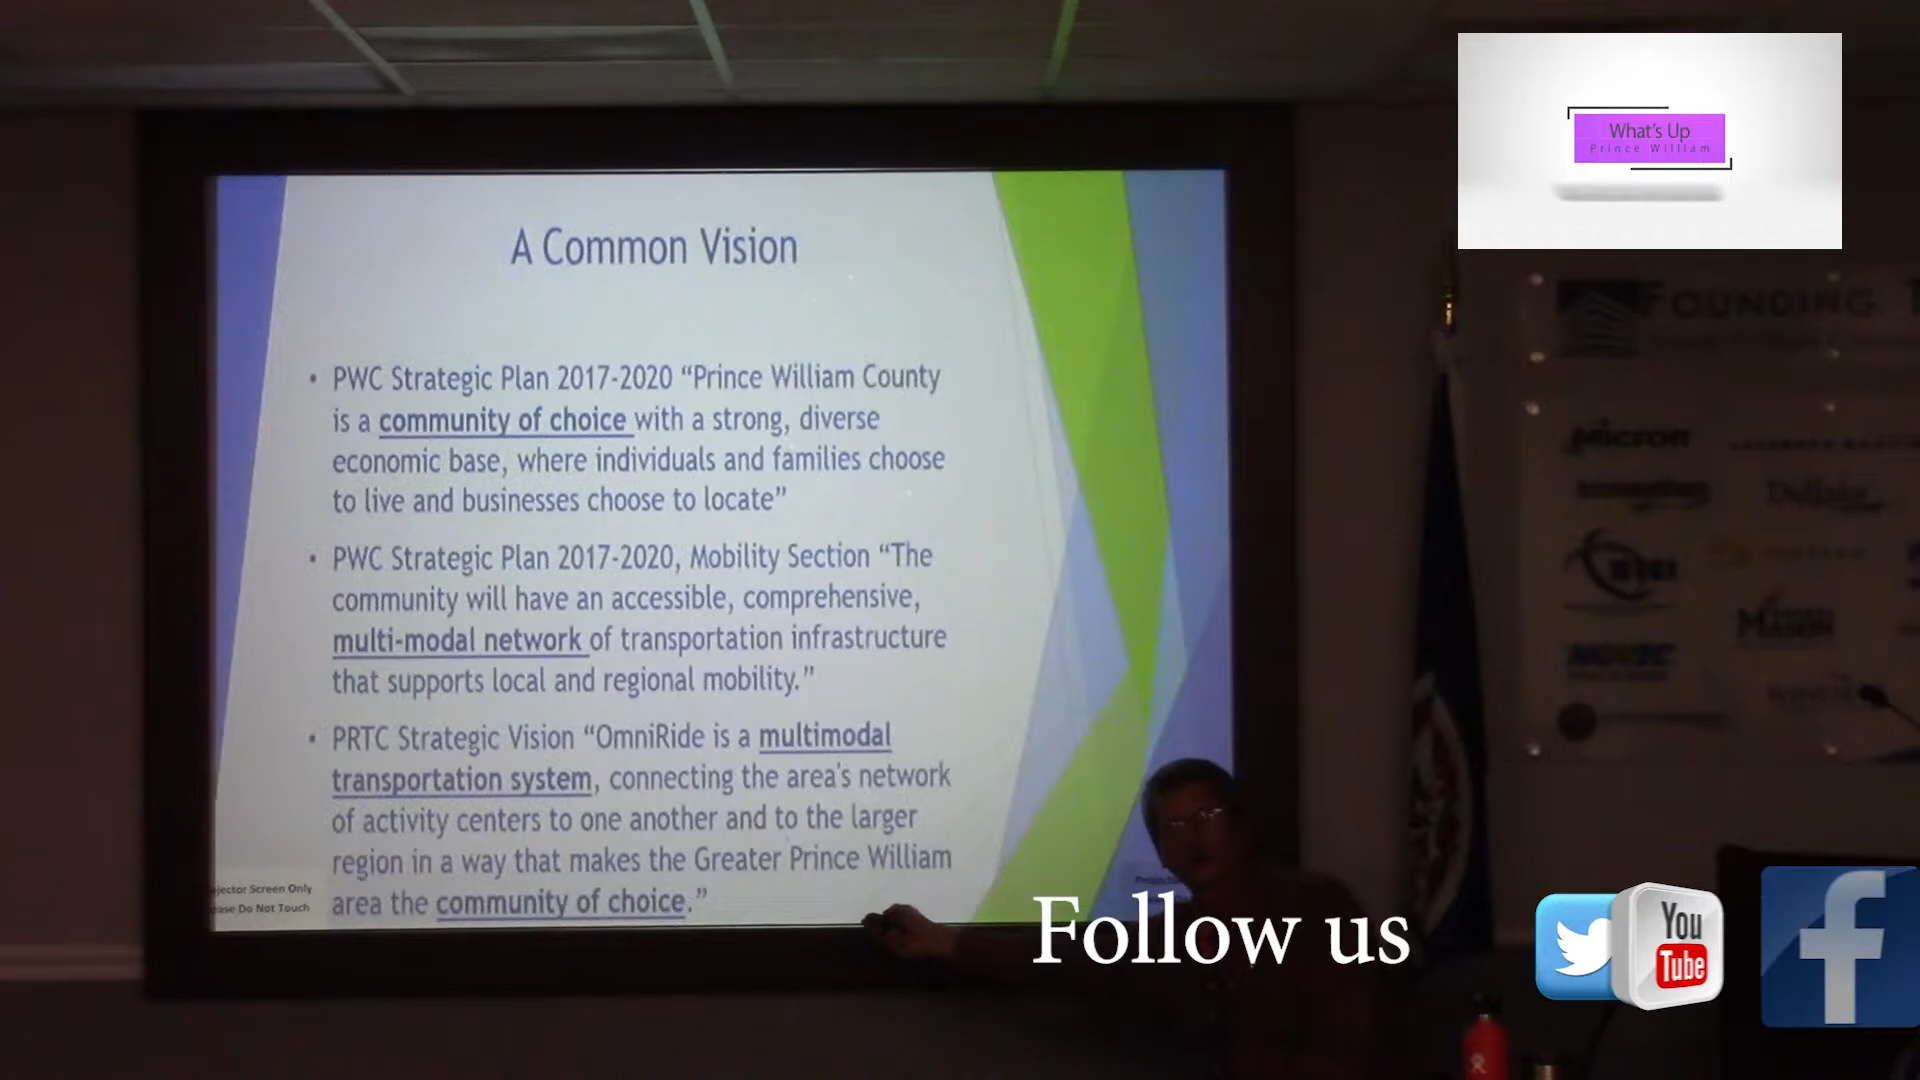 What's Up
Prince William
A Common Vision
• PWC Strategic Plan 2017-2020 “Prince William County
is a community of choice with a strong, diverse
economic base, where individuals and families choose
to live and businesses choose to locate”
• PWC Strategic Plan 2017-2020, Mobility Section “The
community will have an accessible, comprehensive,
multi-modal network of transportation infrastructure
that supports local and regional mobility.”
• PRTC Strategic Vision “OmniRide is a multimodal
transportation system, connecting the area's network
of activity centers to one another and to the larger
region in a way that makes the Greater Prince William
area the community of choice.”
Screen Only
Do Not Touch
FOUNDING
Micron
Didlake
MASON
Follow us
You
Tube